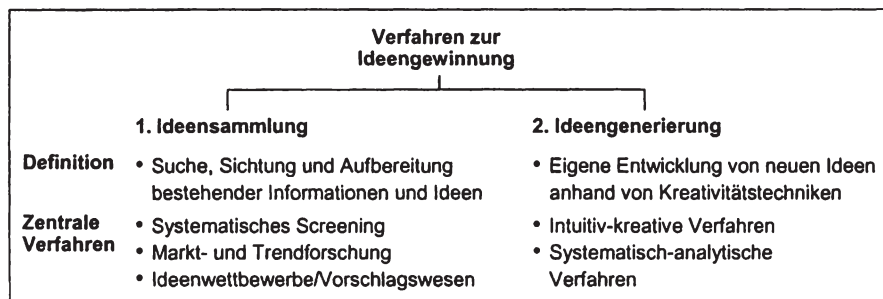 Verfahren zur
Ideengewinnung
1. Ideensammlung
2. Ideengenerierung
Definition
• Suche, Sichtung und Aufbereitung
bestehender Informationen und Ideen
• Eigene Entwicklung von neuen Ideen
anhand von Kreativitätstechniken
Zentrale
Verfahren
• Systematisches Screening
• Markt- und Trendforschung
• Ideenwettbewerbe/Vorschlagswesen
• Intuitiv-kreative Verfahren
• Systematisch-analytische
Verfahren